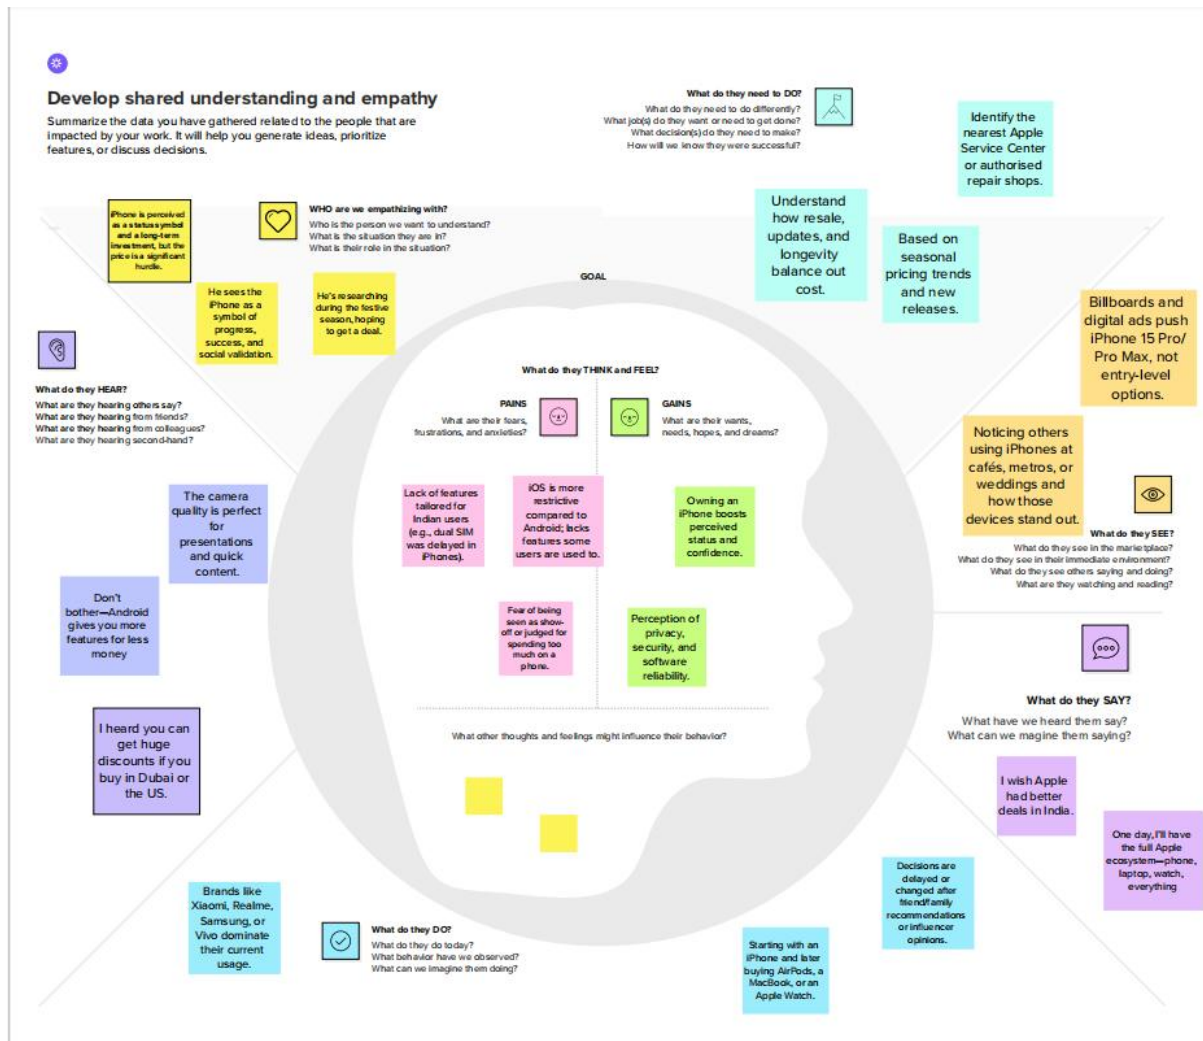 Develop shared understanding and empathy
Summarize the data you have gathered related to the people that are
impacted by your work. It will help you generate ideas, prioritize
features, or discuss decisions.
What do they need to DO?
What do they need to do differently?
What job(s) do they want or need to get done?
What decision(s) do they need to make?
How will we know they were successful?
Identify the
nearest Apple
Service Center
or authorised
repair shops.
Understand
how resale,
updates, and
longevity
balance out
cost.
Based on
seasonal
pricing trends
and new
releases.
iPhone is perceived
as a status symbol
and a long-term
investment, but the
price is a significant
hurdle.
WHO are we empathizing with?
Who is the person we want to understand?
What is the situation they are in?
What is their role in the situation?
He sees the
iPhone as a
symbol of
progress,
success, and
social validation.
He's researching
during the festive
season, hoping
to get a deal.
GOAL
Billboards and
digital ads push
iPhone 15 Pro/
Pro Max, not
entry-level
options.
Noticing others
using iPhones at
cafés, metros, or
weddings and
how those
devices stand out.
What do they SEE?
What do they see in the marketplace?
What do they see in their immediate environment?
What do they see others saying and doing?
What are they watching and reading?
What do they HEAR?
What are they hearing others say?
What are they hearing from friends?
What are they hearing from colleagues?
What are they hearing second-hand?
The camera
quality is perfect
for
presentations
and quick
content.
Don't
bother—Android
gives you more
features for less
money
I heard you can
get huge
discounts if you
buy in Dubai or
the US.
What do they THINK and FEEL?
PAINS
What are their fears,
frustrations, and anxieties?
GAINS
What are their wants,
needs, hopes, and dreams?
Lack of features
tailored for
Indian users
(e.g., dual SIM
was delayed in
iPhones).
iOS is more
restrictive
compared to
Android; lacks
features some
users are used to.
Owning an
iPhone boosts
perceived
status and
confidence.
Fear of being
seen as show-
off or judged for
spending too
much on a
phone.
Perception of
privacy,
security, and
software
reliability.
What other thoughts and feelings might influence their behavior?
What do they SAY?
What have we heard them say?
What can we magine them saying?
I wish Apple
had better
deals in India.
One day, I'll have
the full Apple
ecosystem—phone,
laptop, watch,
everything
Brands like
Xiaomi, Realme,
Samsung, or
Vivo dominate
their current
usage.
What do they DO?
What do they do today?
What behavior have we observed?
What can we imagine them doing?
Starting with an
iPhone and later
buying AirPods, a
MacBook, or an
Apple Watch.
Decisions are
delayed or
changed after
friend/family
recommendations
or influencer
opinions.